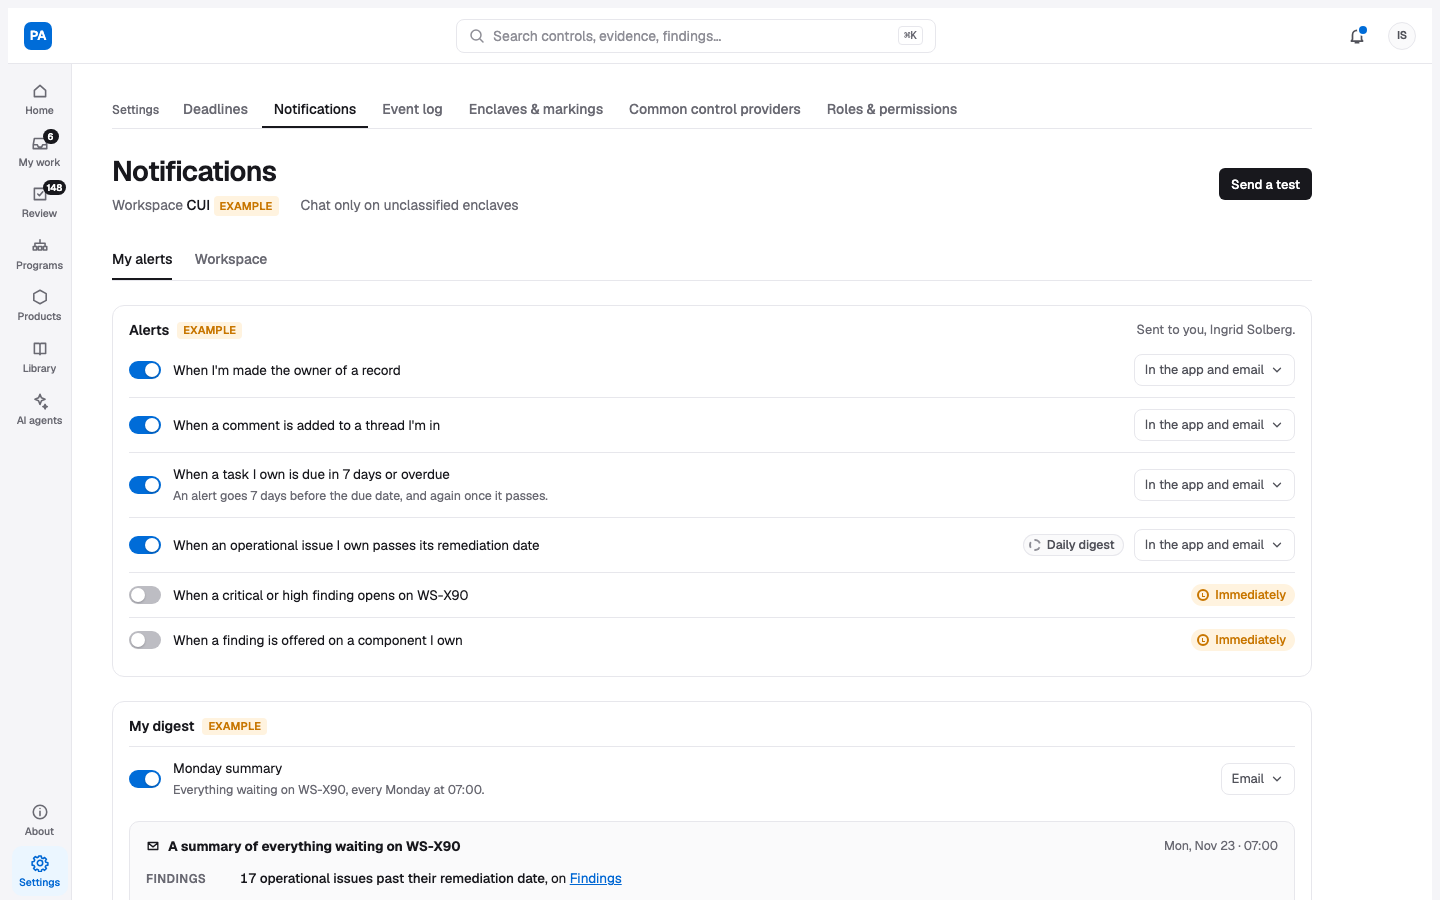 PA
Search controls, evidence, findings...
⌘K
IS
Home
6
My work
148
Review
Programs
Products
Library
AI agents
About
Settings
Settings
Deadlines
Notifications
Event log
Enclaves & markings
Common control providers
Roles & permissions
Notifications
Workspace CUI EXAMPLE Chat only on unclassified enclaves
Send a test
My alerts
Workspace
Alerts EXAMPLE
Sent to you, Ingrid Solberg.
When I'm made the owner of a record
In the app and email
When a comment is added to a thread I'm in
In the app and email
When a task I own is due in 7 days or overdue
An alert goes 7 days before the due date, and again once it passes.
In the app and email
When an operational issue I own passes its remediation date
Daily digest
In the app and email
When a critical or high finding opens on WS-X90
Immediately
When a finding is offered on a component I own
Immediately
My digest EXAMPLE
Monday summary
Everything waiting on WS-X90, every Monday at 07:00.
Email
A summary of everything waiting on WS-X90
Mon, Nov 23 · 07:00
FINDINGS
17 operational issues past their remediation date, on Findings